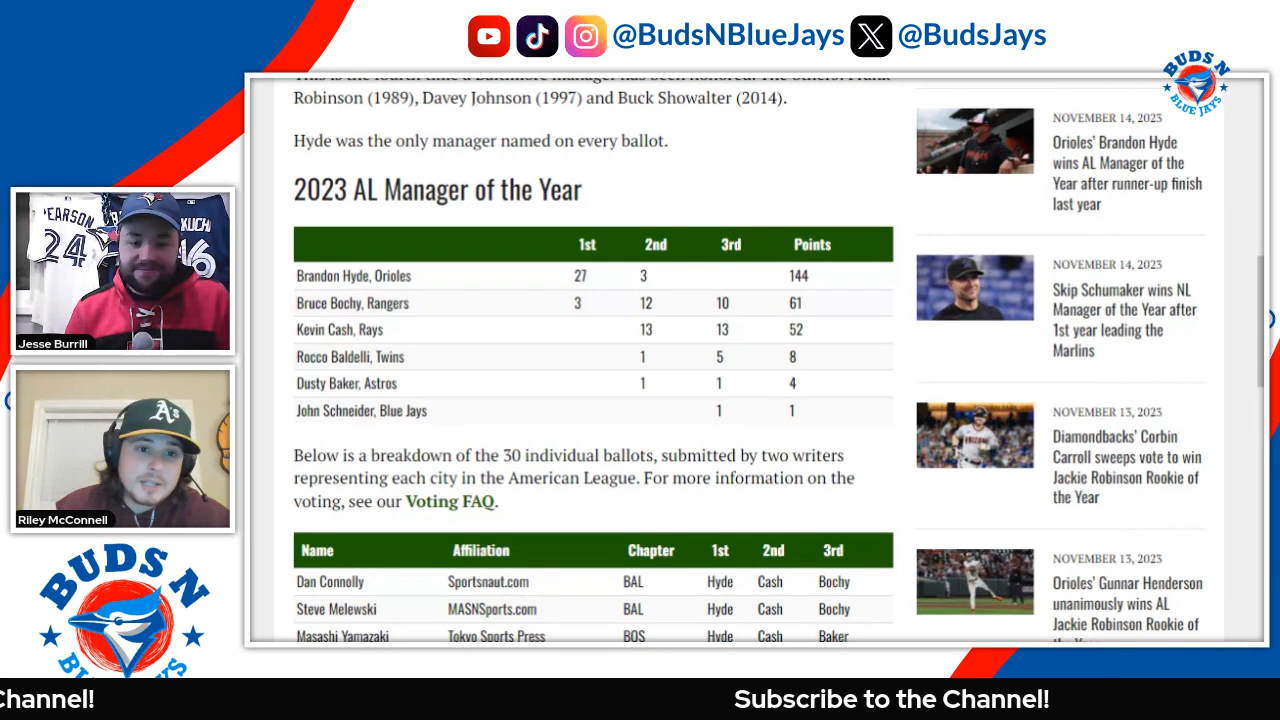 @BudsNBlueJays @BudsJays
BUDS N
BLUE JAYS
Robinson (1989), Davey Johnson (1997) and Buck Showalter (2014).
Hyde was the only manager named on every ballot.
2023 AL Manager of the Year
1st 2nd 3rd Points
Brandon Hyde, Orioles 27 3 144
Bruce Bochy, Rangers 3 12 10 61
Kevin Cash, Rays 13 13 52
Rocco Baldelli, Twins 1 5 8
Dusty Baker, Astros 1 1 4
John Schneider, Blue Jays 1 1
Below is a breakdown of the 30 individual ballots, submitted by two writers
representing each city in the American League. For more information on the
voting, see our Voting FAQ.
Name Affiliation Chapter 1st 2nd 3rd
Dan Connolly Sportsnaut.com BAL Hyde Cash Bochy
Steve Melewski MASNSports.com BAL Hyde Cash Bochy
Masashi Yamazaki Tokyo Sports Press BOS Hyde Cash Baker
NOVEMBER 14, 2023
Orioles' Brandon Hyde
wins AL Manager of the
Year after runner-up finish
last year
NOVEMBER 14, 2023
Skip Schumaker wins NL
Manager of the Year after
1st year leading the
Marlins
NOVEMBER 13, 2023
Diamondbacks' Corbin
Carroll sweeps vote to win
Jackie Robinson Rookie of
the Year
NOVEMBER 13, 2023
Orioles' Gunnar Henderson
unanimously wins AL
Jackie Robinson Rookie of
PEARSON
24
KUCHI
16
Jesse Burrill
A's
Riley McConnell
BUDS N
BL
Channel! Subscribe to the Channel!